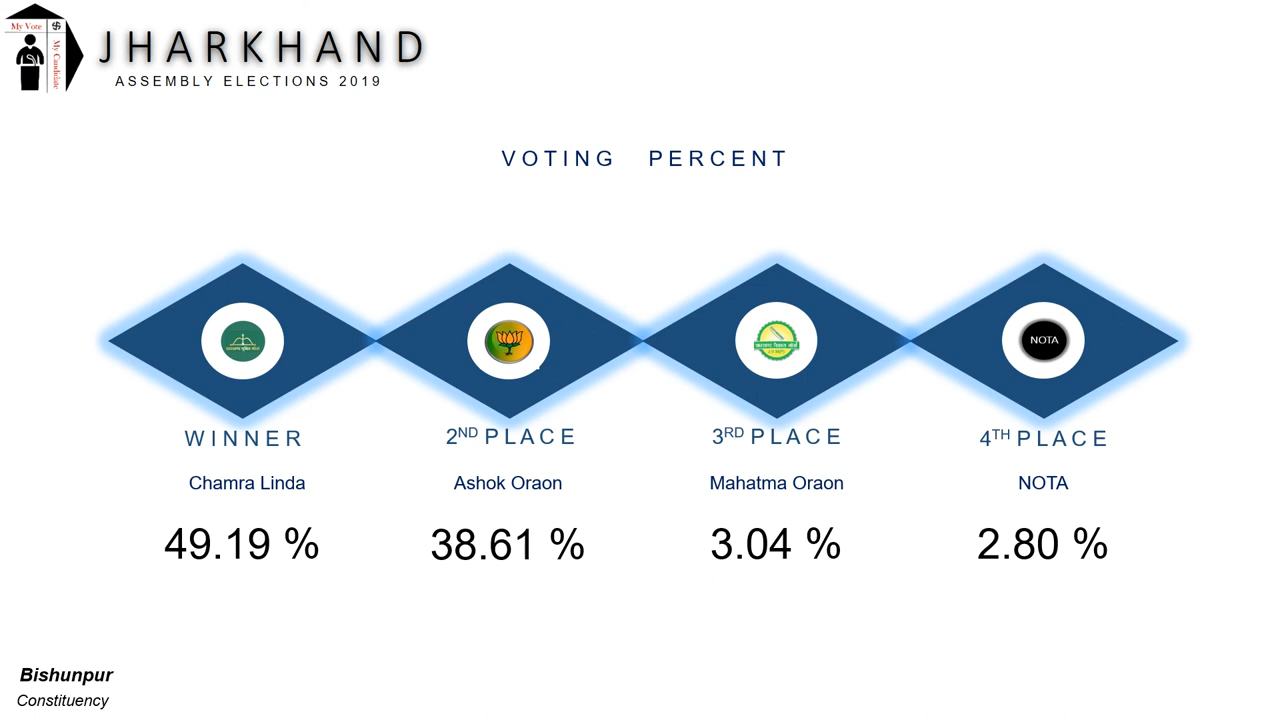 My Vote
My Candidate
JHARKHAND
ASSEMBLY ELECTIONS 2019
VOTING PERCENT
NOTA
WINNER
2ND PLACE
3RD PLACE
4TH PLACE
Chamra Linda
Ashok Oraon
Mahatma Oraon
NOTA
49.19 %
38.61 %
3.04 %
2.80 %
Bishunpur
Constituency